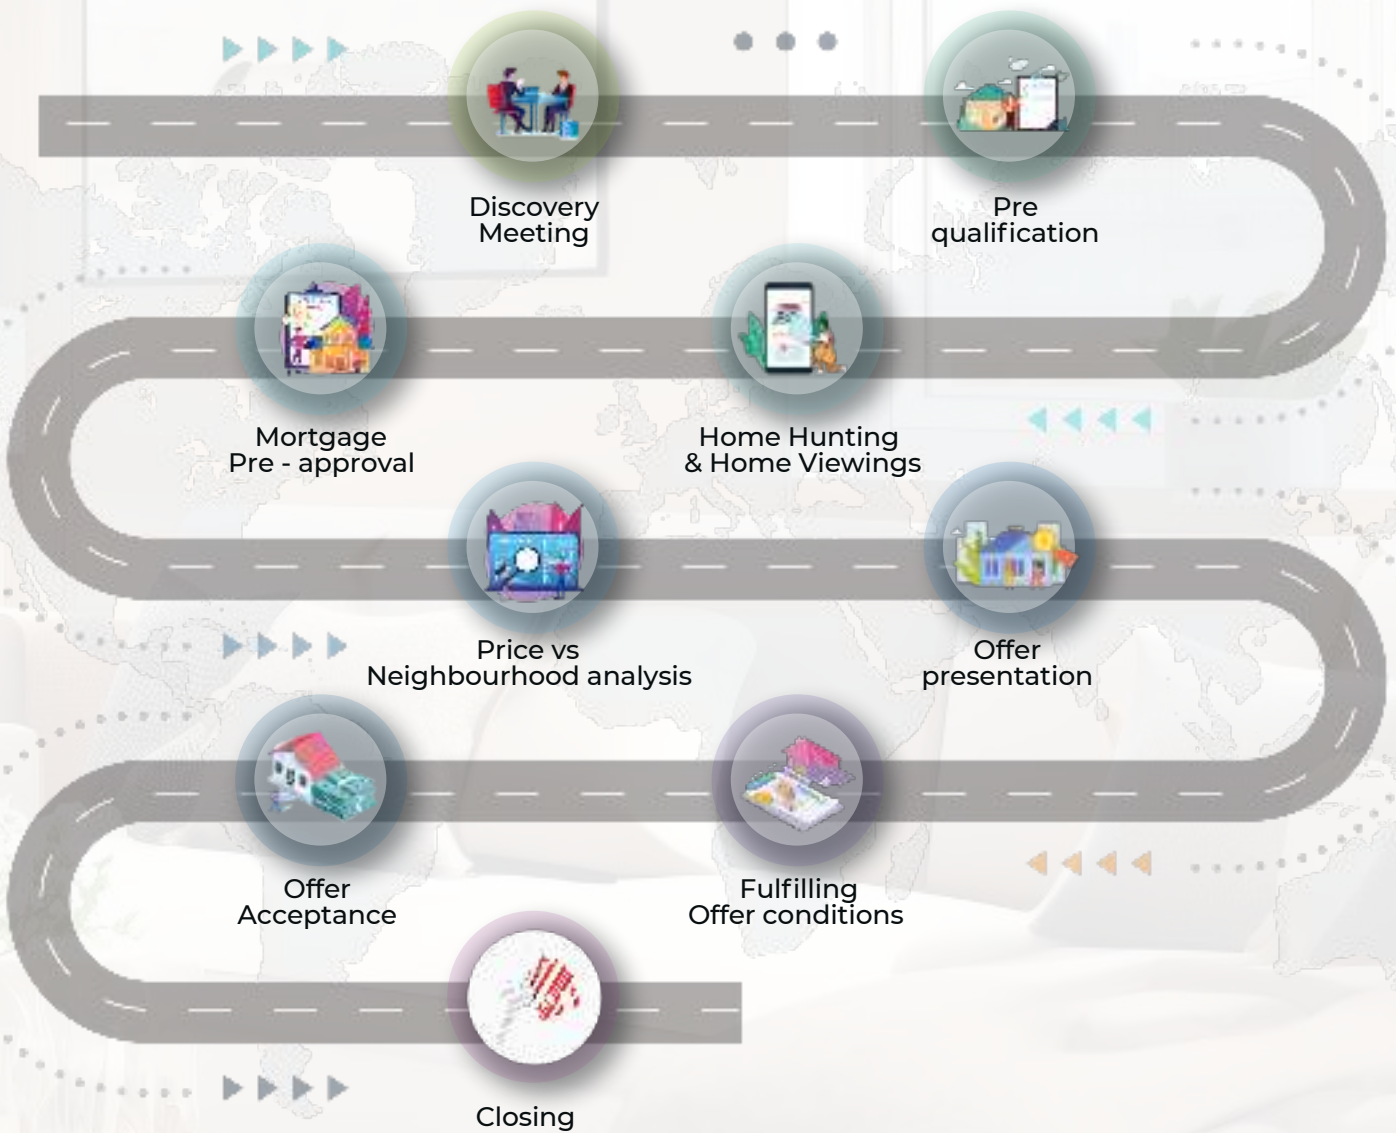 Discovery
Meeting
Pre
qualification
Mortgage
Pre - approval
Home Hunting
& Home Viewings
Price vs
Neighbourhood analysis
Offer
presentation
Offer
Acceptance
Fulfilling
Offer conditions
Closing